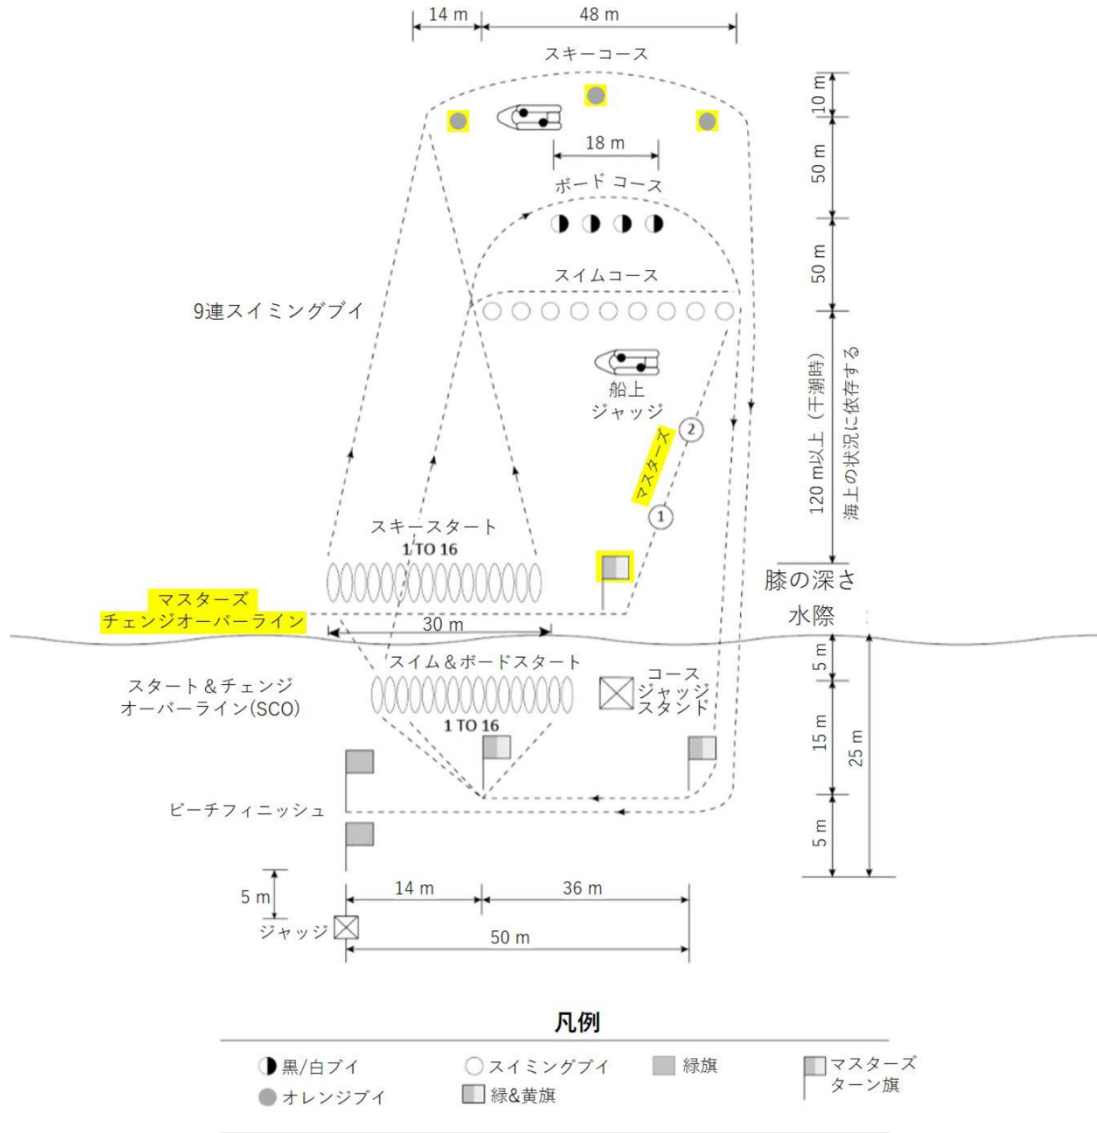 14 m
48 m
スキーコース
10 m
18 m
50 m
ボード コース
50 m
スイムコース
9連スイミングブイ
船上
ジャッジ
120 m以上（干潮時）
海上の状況に依存する
2
マスターズ
1
スキースタート
1 TO 16
膝の深さ
マスターズ
チェンジオーバーライン
水際
30 m
スイム＆ボードスタート
コース
ジャッジ
スタンド
5 m
スタート＆チェンジ
オーバーライン(SCO)
1 TO 16
15 m
25 m
ビーチフィニッシュ
5 m
5 m
14 m
36 m
ジャッジ
50 m
凡例
黒/白ブイ
スイミングブイ
緑旗
マスターズ
ターン旗
オレンジブイ
緑&黄旗